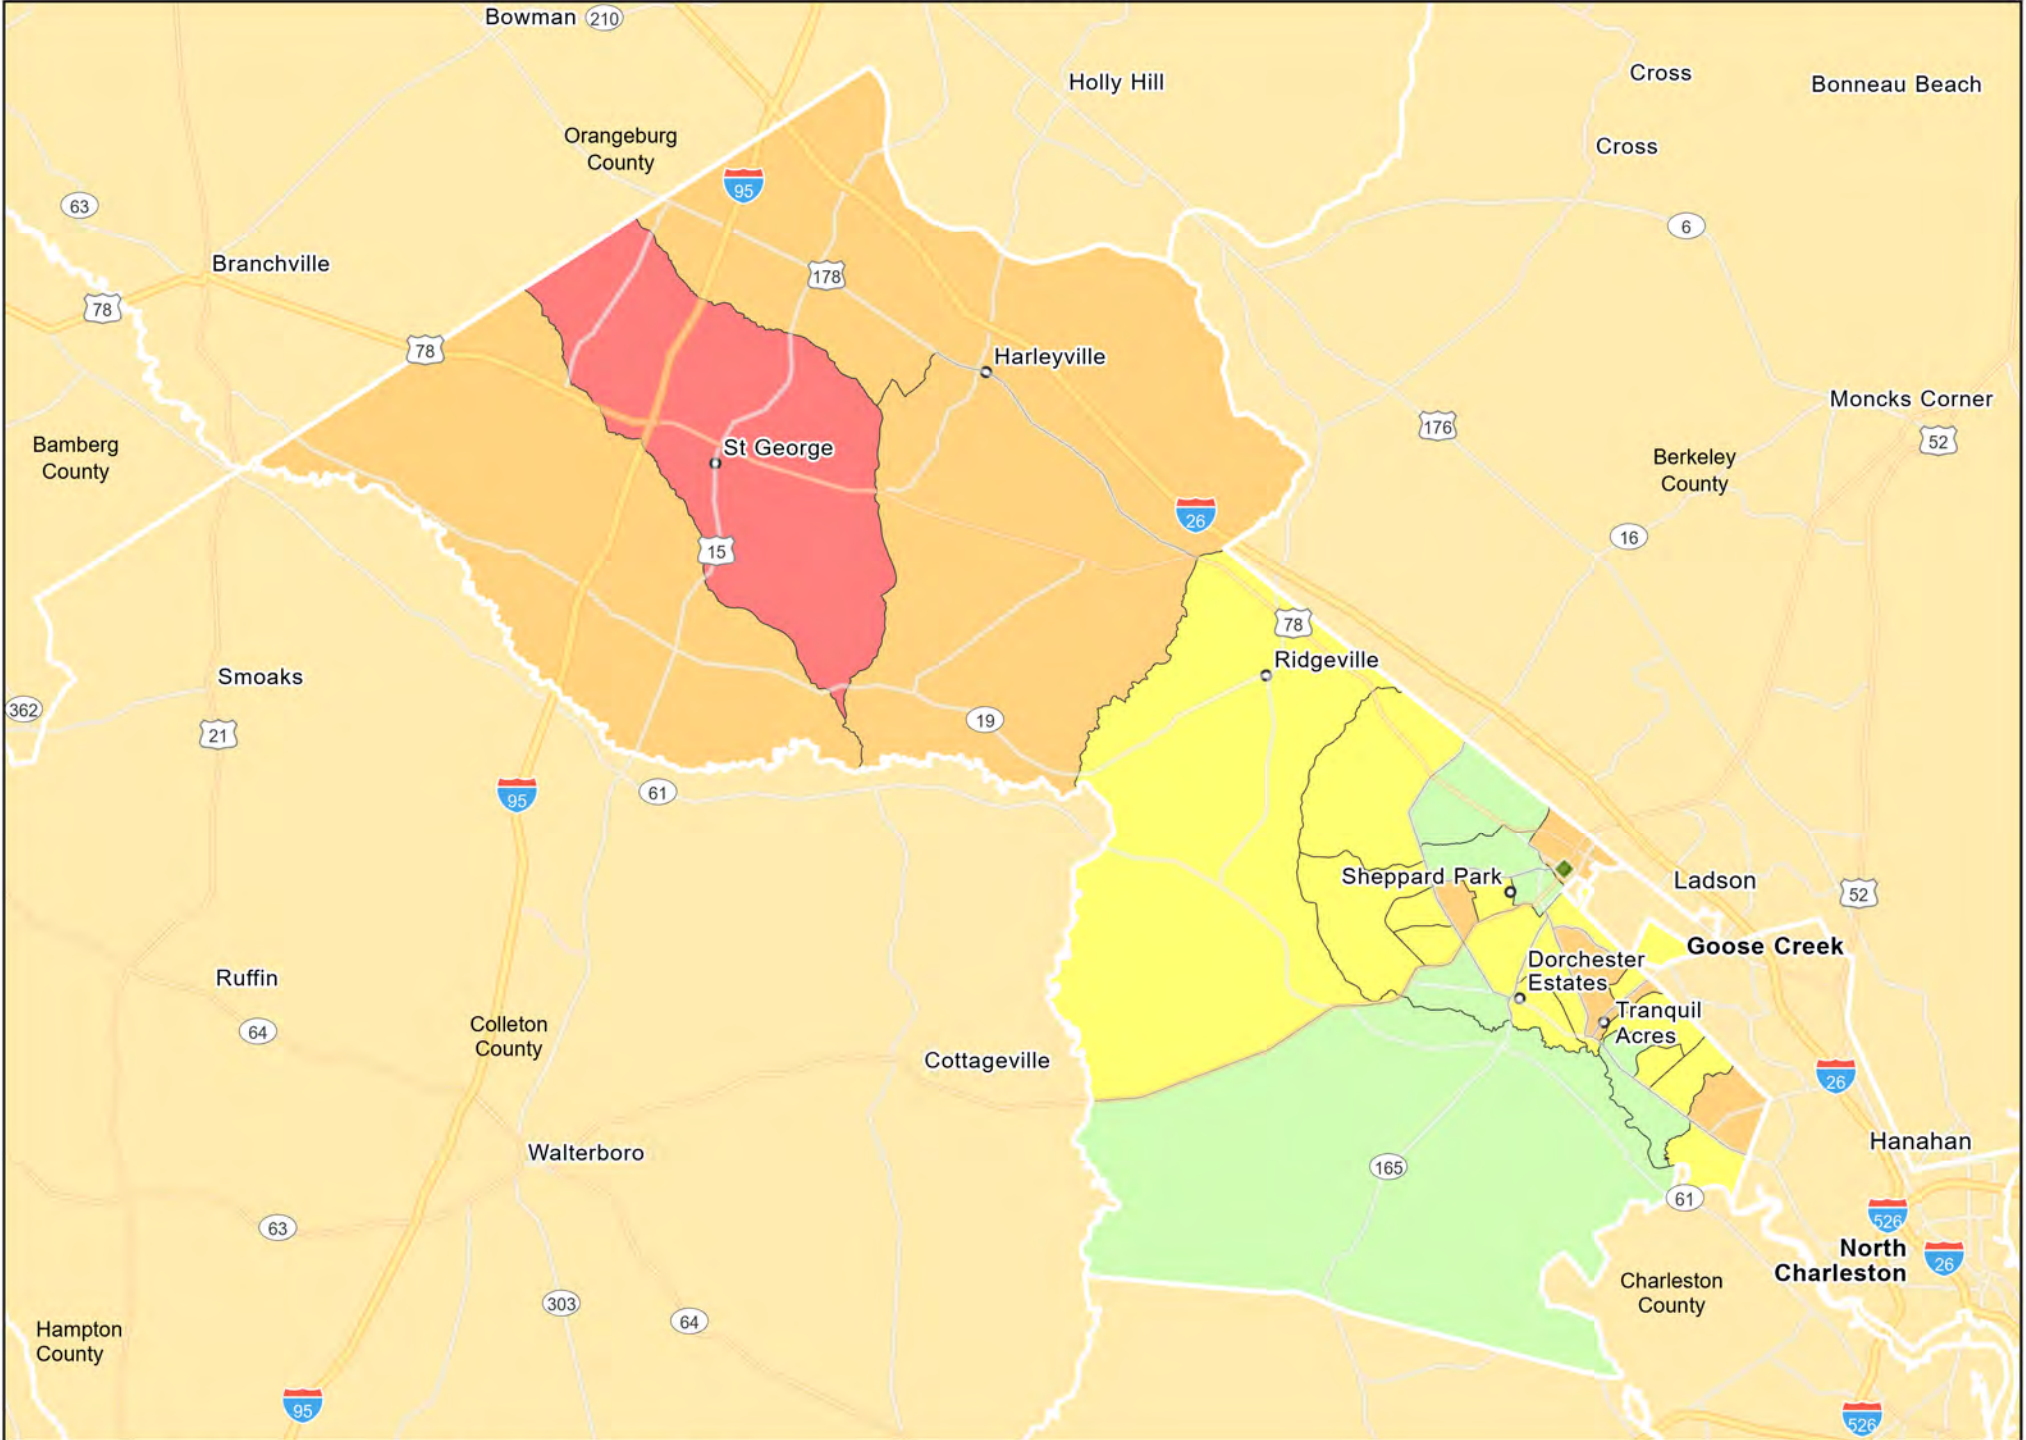 Bowman
210
Holly Hill
Cross
Bonneau Beach
Orangeburg
County
Cross
95
63
6
Branchville
178
78
78
Harleyville
Moncks Corner
176
52
Bamberg
County
St George
Berkeley
County
26
16
15
78
Ridgeville
Smoaks
362
19
21
95
61
Sheppard Park
Ladson
52
Goose Creek
Dorchester
Estates
Ruffin
Tranquil
Acres
64
Colleton
County
Cottageville
26
Hanahan
Walterboro
165
61
526
63
North
Charleston
26
Charleston
County
303
64
Hampton
County
95
526